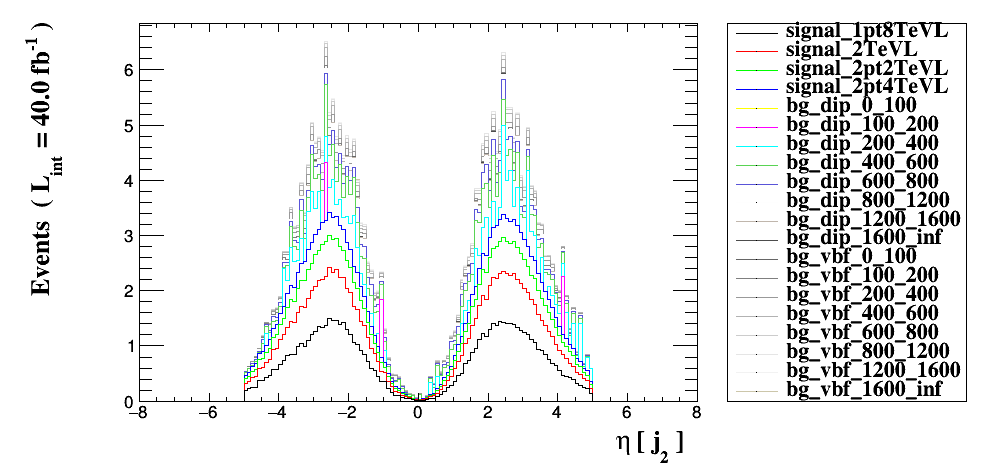 Events ( L_int = 40.0 fb^-1 )
6
5
4
3
2
1
0
−8 −6 −4 −2 0 2 4 6 8
η [ j_2 ]
signal_1pt8TeVL
signal_2TeVL
signal_2pt2TeVL
signal_2pt4TeVL
bg_dip_0_100
bg_dip_100_200
bg_dip_200_400
bg_dip_400_600
bg_dip_600_800
bg_dip_800_1200
bg_dip_1200_1600
bg_dip_1600_inf
bg_vbf_0_100
bg_vbf_100_200
bg_vbf_200_400
bg_vbf_400_600
bg_vbf_600_800
bg_vbf_800_1200
bg_vbf_1200_1600
bg_vbf_1600_inf